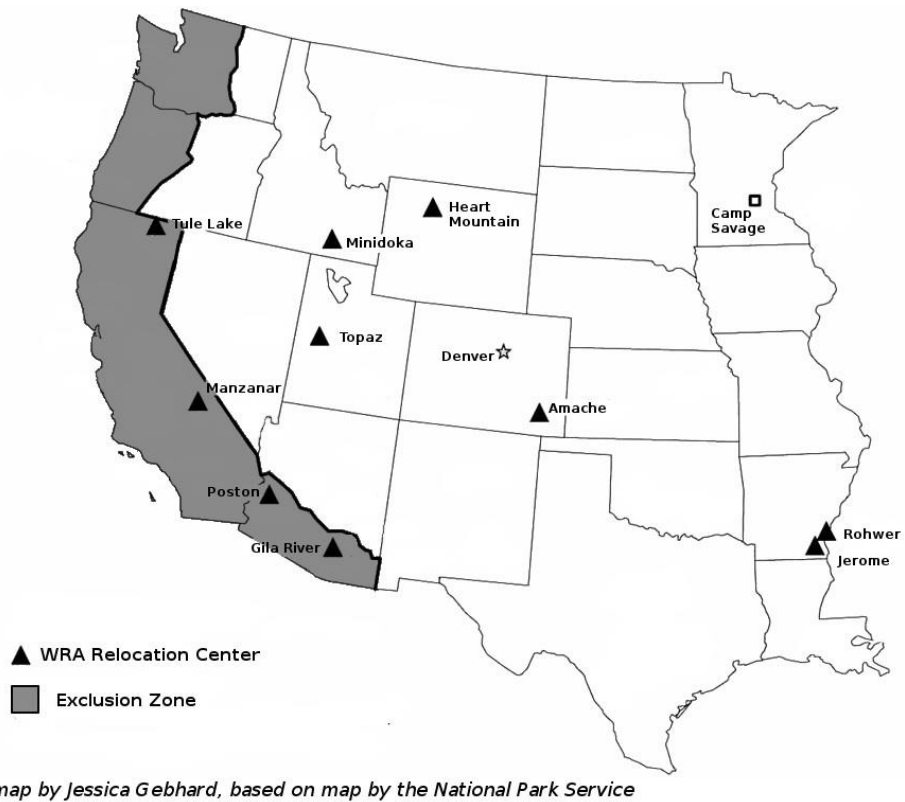 Tule Lake
Heart
Mountain
Minidoka
Camp
Savage
Topaz
Denver
Manzanar
Amache
Poston
Gila River
Rohwer
Jerome
WRA Relocation Center
Exclusion Zone
map by Jessica Gebhard, based on map by the National Park Service